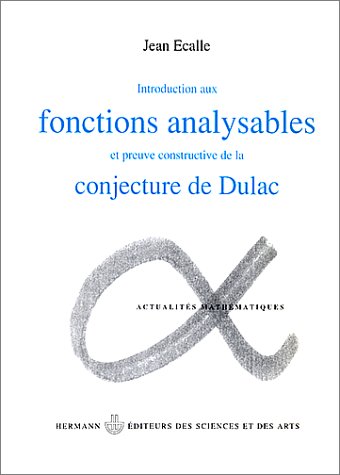 Jean Ecalle
Introduction aux
fonctions analysables
et preuve constructive de la
conjecture de Dulac
ACTUALITÉS MATHÉMATIQUES
HERMANN ÉDITEURS DES SCIENCES ET DES ARTS